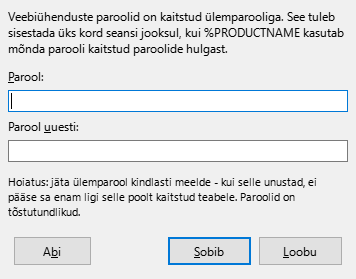 Veebiühenduste paroolid on kaitstud ülemparooliga. See tuleb
sisestada üks kord seansi jooksul, kui %PRODUCTNAME kasutab
mõnda parooli kaitstud paroolide hulgast.
Parool:
Parool uuesti:
Hoiatus: jäta ülemparool kindlasti meelde - kui selle unustad, ei
pääse sa enam ligi selle poolt kaitstud teabele. Paroolid on
tõstutundlikud.
Abi
Sobib
Loobu